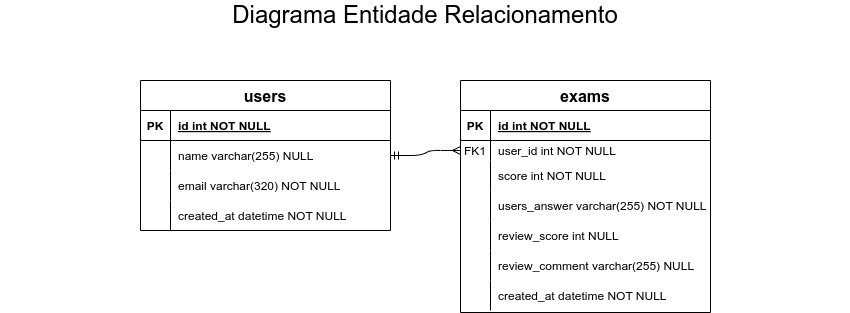 Diagrama Entidade Relacionamento
users
PK id int NOT NULL
name varchar(255) NULL
email varchar(320) NOT NULL
created_at datetime NOT NULL
exams
PK id int NOT NULL
FK1 user_id int NOT NULL
score int NOT NULL
users_answer varchar(255) NOT NULL
review_score int NULL
review_comment varchar(255) NULL
created_at datetime NOT NULL